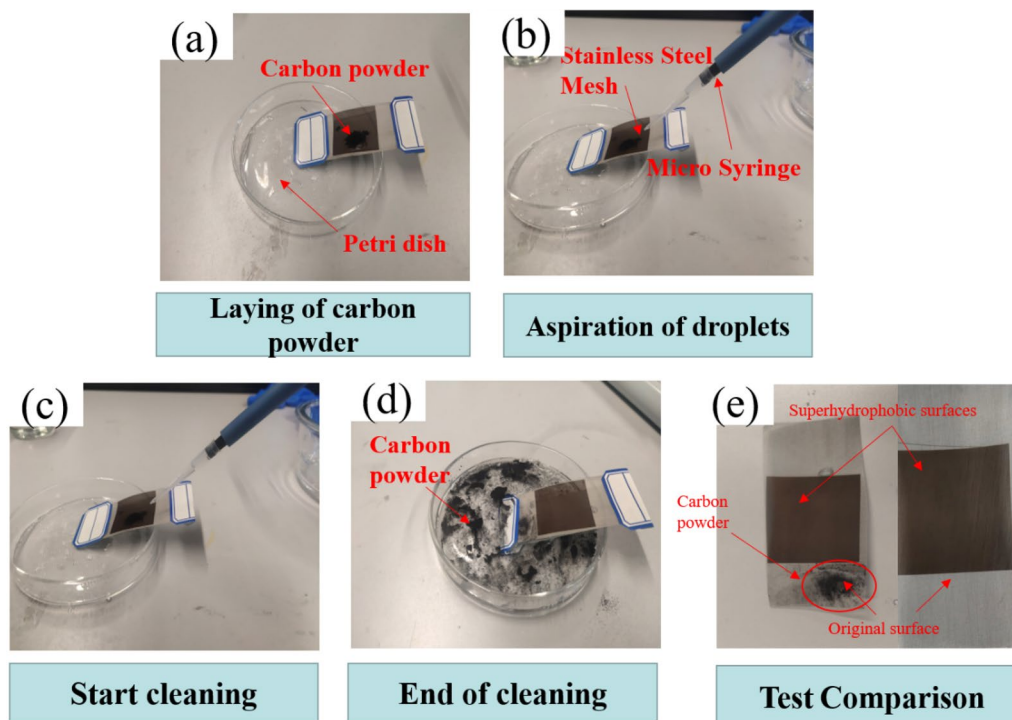 (a)
Carbon powder
Petri dish
Laying of carbon
powder
(b)
Stainless Steel
Mesh
Micro Syringe
Aspiration of droplets
(c)
Start cleaning
(d)
Carbon
powder
End of cleaning
(e)
Superhydrophobic surfaces
Carbon
powder
Original surface
Test Comparison